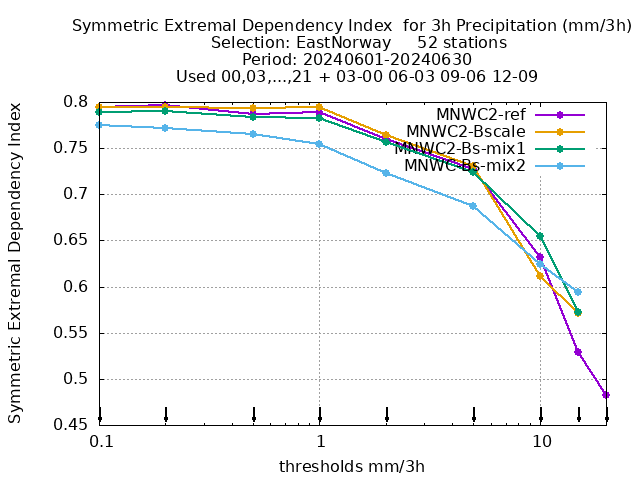 Symmetric Extremal Dependency Index  for 3h Precipitation (mm/3h)
Selection: EastNorway     52 stations
Period: 20240601-20240630
Used 00,03,...,21 + 03-00 06-03 09-06 12-09
Symmetric Extremal Dependency Index
0.8
0.75
0.7
0.65
0.6
0.55
0.5
0.45
MNWC2-ref
MNWC2-Bscale
MNWC2-Bs-mix1
MNWC-Bs-mix2
0.1
1
10
thresholds mm/3h